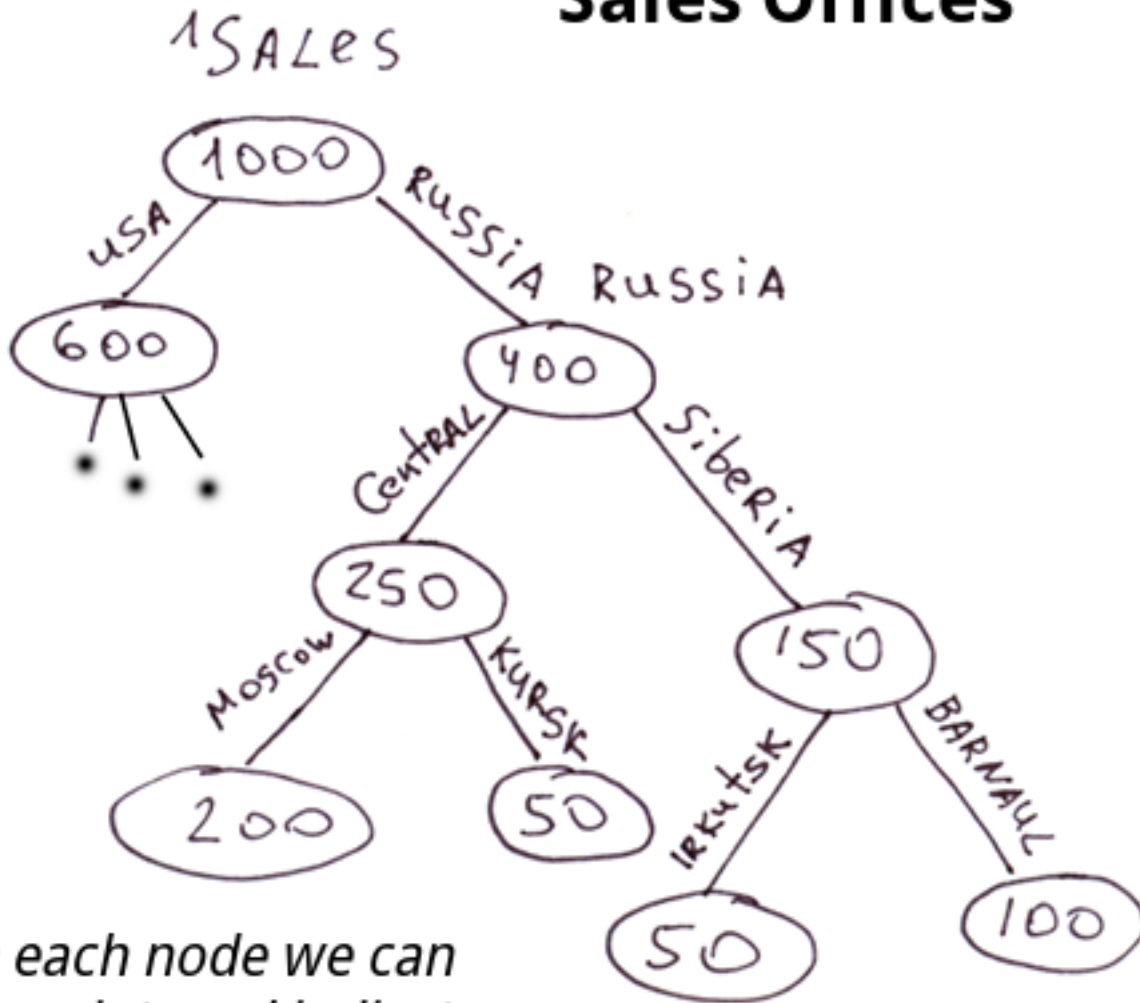 Sales Offices
1SALes
1000
USA
RUSSiA
RUSSiA
600
400
CentRAL
SibeRiA
250
150
Moscow
KURSK
200
50
IRKutsK
BARNAUL
50
100
each node we can